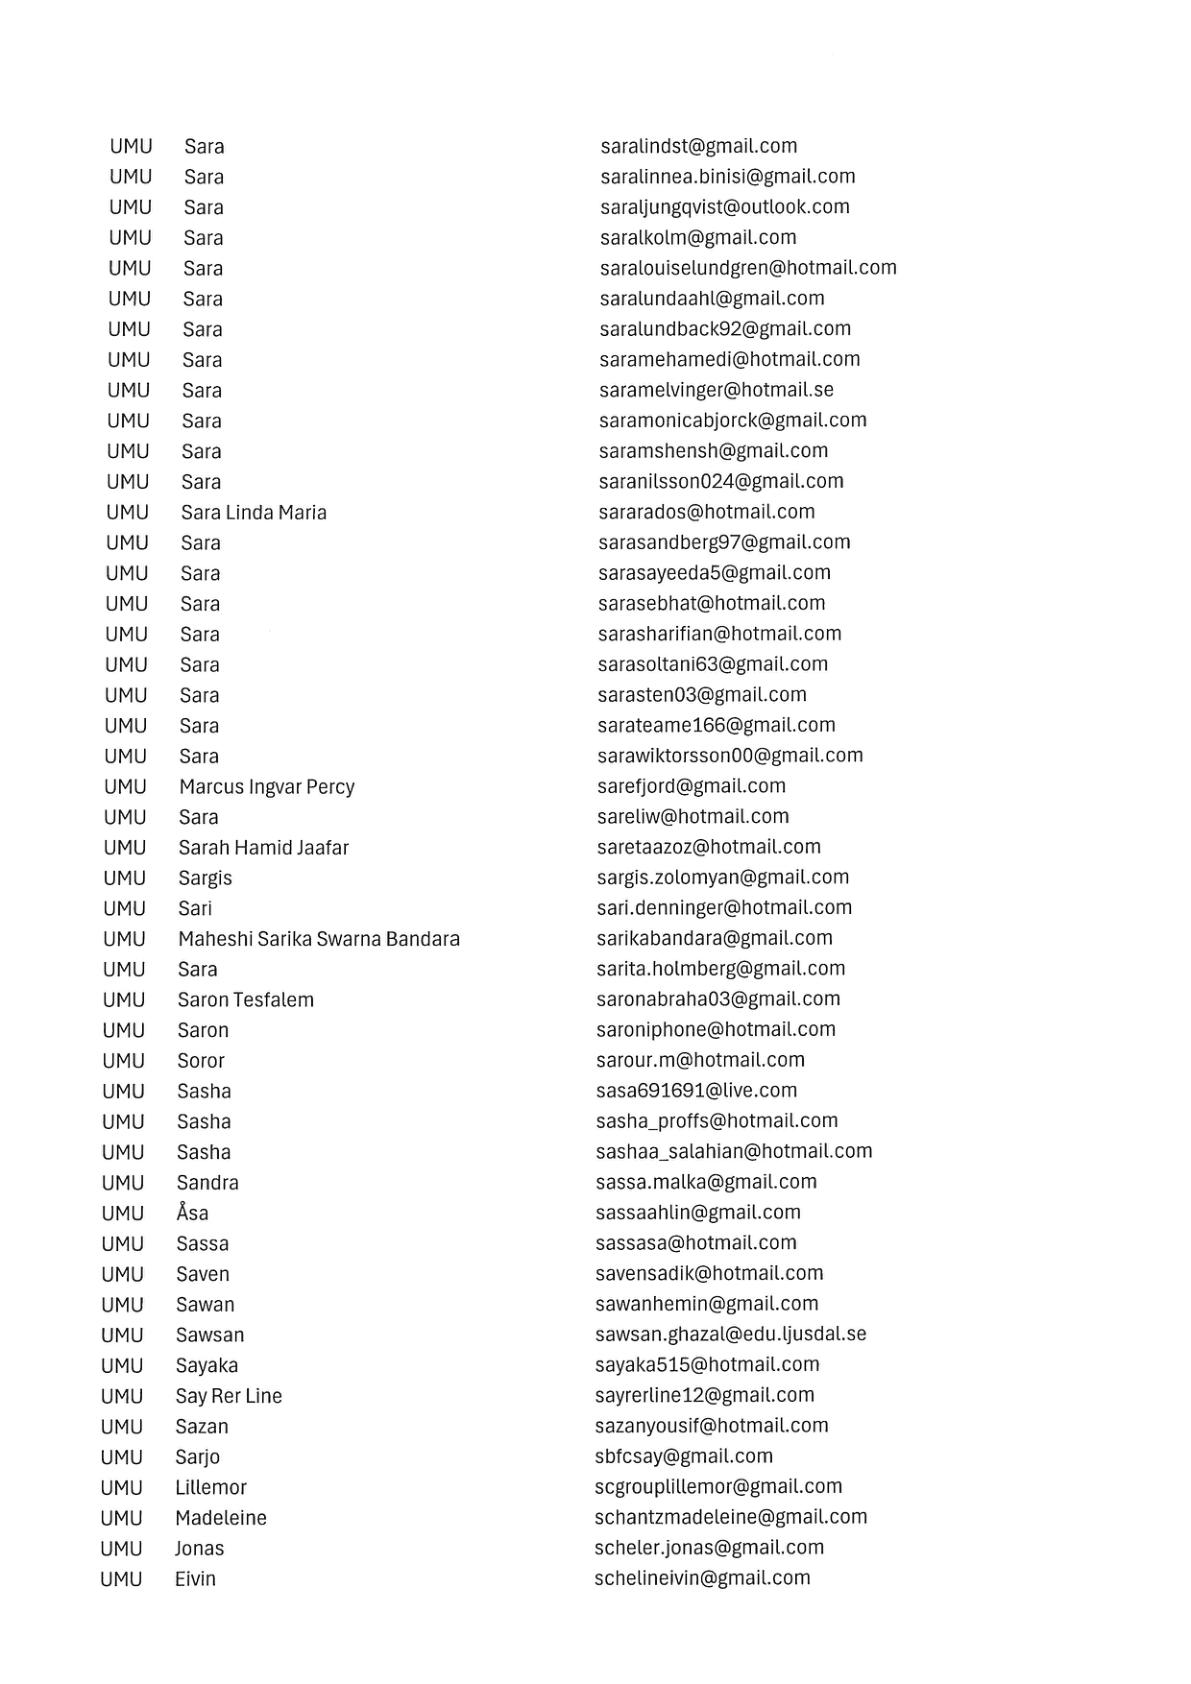 UMU Sara saralindst@gmail.com
UMU Sara saralinnea.binisi@gmail.com
UMU Sara saraljungqvist@outlook.com
UMU Sara saralkolm@gmail.com
UMU Sara saralouiselundgren@hotmail.com
UMU Sara saralundaahl@gmail.com
UMU Sara saralundback92@gmail.com
UMU Sara saramehamedi@hotmail.com
UMU Sara saramelvinger@hotmail.se
UMU Sara saramonicabjorck@gmail.com
UMU Sara saramshensh@gmail.com
UMU Sara saranilsson024@gmail.com
UMU Sara Linda Maria sararados@hotmail.com
UMU Sara sarasandberg97@gmail.com
UMU Sara sarasayeeda5@gmail.com
UMU Sara sarasebhat@hotmail.com
UMU Sara sarasharifian@hotmail.com
UMU Sara sarasoltani63@gmail.com
UMU Sara sarasten03@gmail.com
UMU Sara sarateame166@gmail.com
UMU Sara sarawiktorsson00@gmail.com
UMU Marcus Ingvar Percy sarefjord@gmail.com
UMU Sara sareliw@hotmail.com
UMU Sarah Hamid Jaafar saretaazoz@hotmail.com
UMU Sargis sargis.zolomyan@gmail.com
UMU Sari sari.denninger@hotmail.com
UMU Maheshi Sarika Swarna Bandara sarikabandara@gmail.com
UMU Sara sarita.holmberg@gmail.com
UMU Saron Tesfalem saronabraha03@gmail.com
UMU Saron saroniphone@hotmail.com
UMU Soror sarour.m@hotmail.com
UMU Sasha sasa691691@live.com
UMU Sasha sasha_proffs@hotmail.com
UMU Sasha sashaa_salahian@hotmail.com
UMU Sandra sassa.malka@gmail.com
UMU Åsa sassaahlin@gmail.com
UMU Sassa sassasa@hotmail.com
UMU Saven savensadik@hotmail.com
UMU Sawan sawanhemin@gmail.com
UMU Sawsan sawsan.ghazal@edu.ljusdal.se
UMU Sayaka sayaka515@hotmail.com
UMU Say Rer Line sayrerline12@gmail.com
UMU Sazan sazanyousif@hotmail.com
UMU Sarjo sbfcsay@gmail.com
UMU Lillemor scgrouplillemor@gmail.com
UMU Madeleine schantzmadeleine@gmail.com
UMU Jonas scheler.jonas@gmail.com
UMU Eivin schelineivin@gmail.com